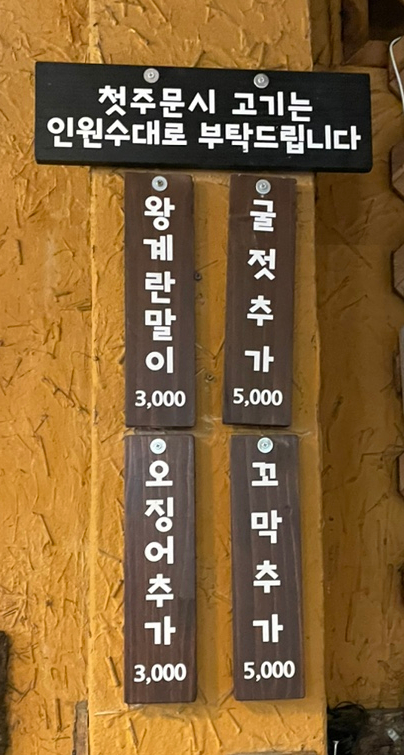 첫주문시 고기는
인원수대로 부탁드립니다
왕계란말이
3,000
굴젓추가
5,000
오징어추가
3,000
꼬막추가
5,000